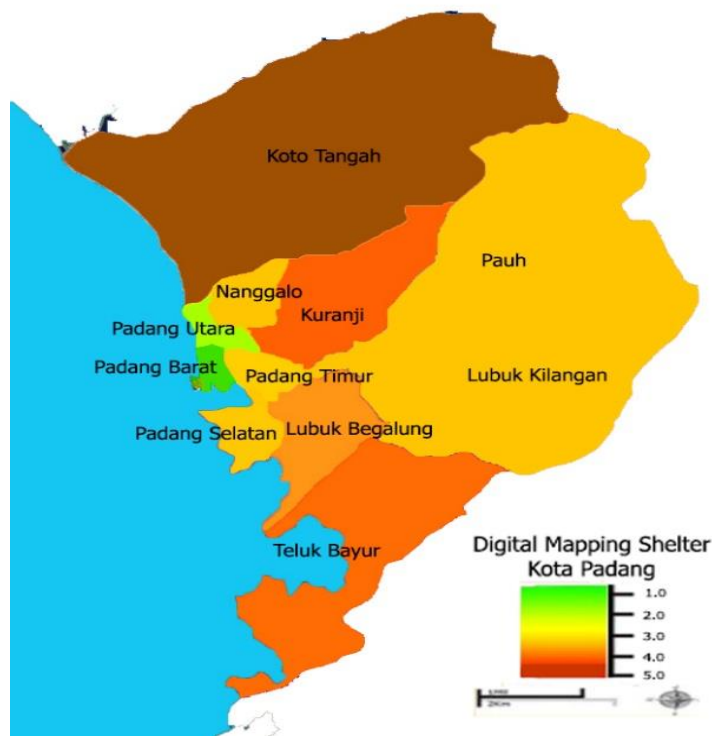 Koto Tangah
Pauh
Nanggalo
Kuranji
Padang Utara
Padang Barat
Padang Timur
Lubuk Kilangan
Padang Selatan
Lubuk Begalung
Teluk Bayur
Digital Mapping Shelter
Kota Padang
1.0
2.0
3.0
4.0
5.0
2Km